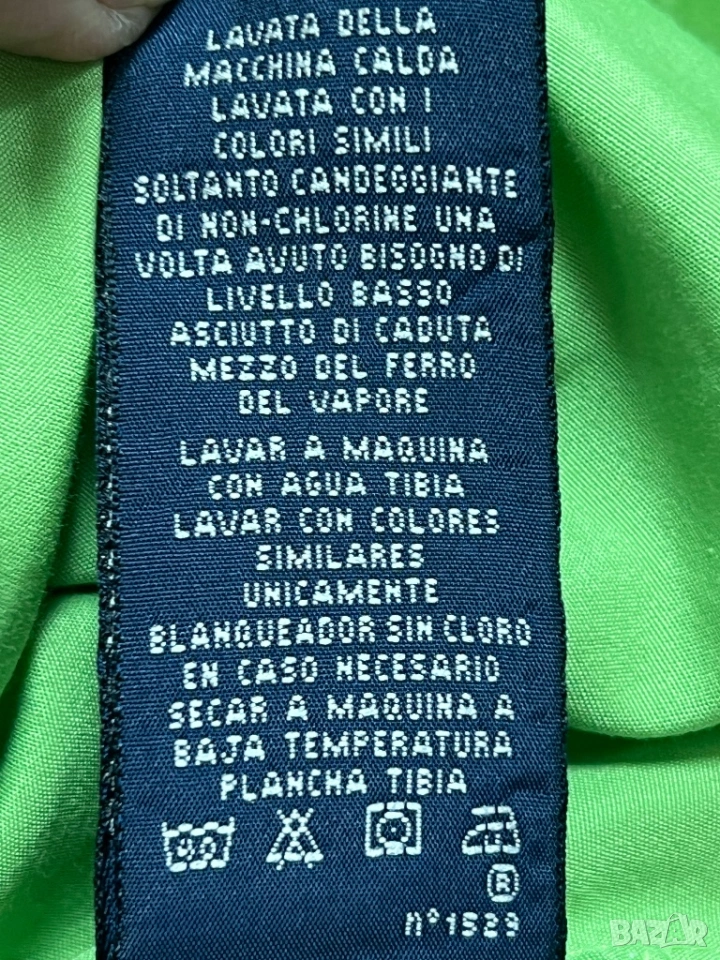 LAVATA DELLA
MACCHINA CALDA
LAVATA CON I
COLORI SIMILI
SOLTANTO CANDEGGIANTE
DI NON-CHLORINE UNA
VOLTA AVUTO BISOGNO DI
LIVELLO BASSO
ASCIUTTO DI CADUTA
MEZZO DEL FERRO
DEL VAPORE
LAVAR A MAQUINA
CON AGUA TIBIA
LAVAR CON COLORES
SIMILARES
UNICAMENTE
BLANQUEADOR SIN CLORO
EN CASO NECESARIO
SECAR A MAQUINA A
BAJA TEMPERATURA
PLANCHA TIBIA
®
n°1529
BAZAR